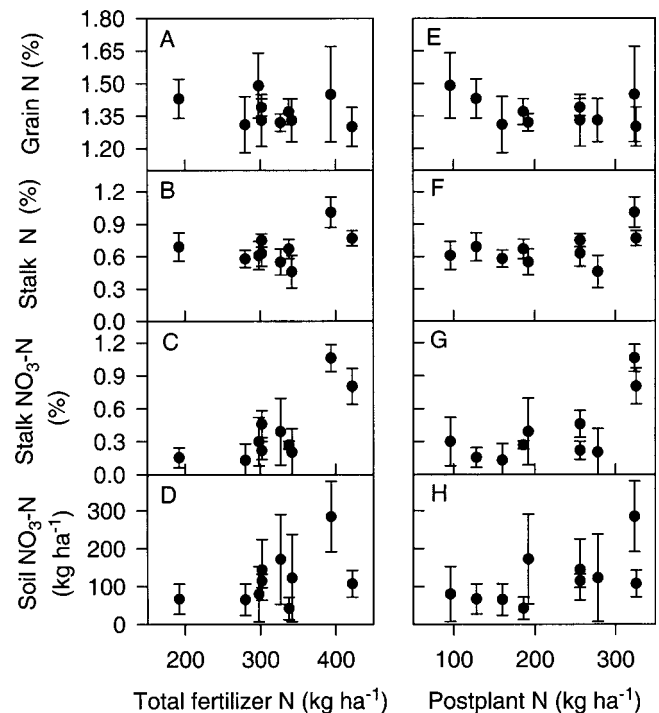 A
E
Grain N (%)
1.80
1.65
1.50
1.35
1.20
B
F
Stalk N (%)
1.2
0.9
0.6
0.3
0.0
C
G
Stalk NO3-N
(%)
1.2
0.9
0.6
0.3
0.0
D
H
Soil NO3-N
(kg ha-1)
300
200
100
0
200 300 400
100 200 300
Total fertilizer N (kg ha-1)
Postplant N (kg ha-1)